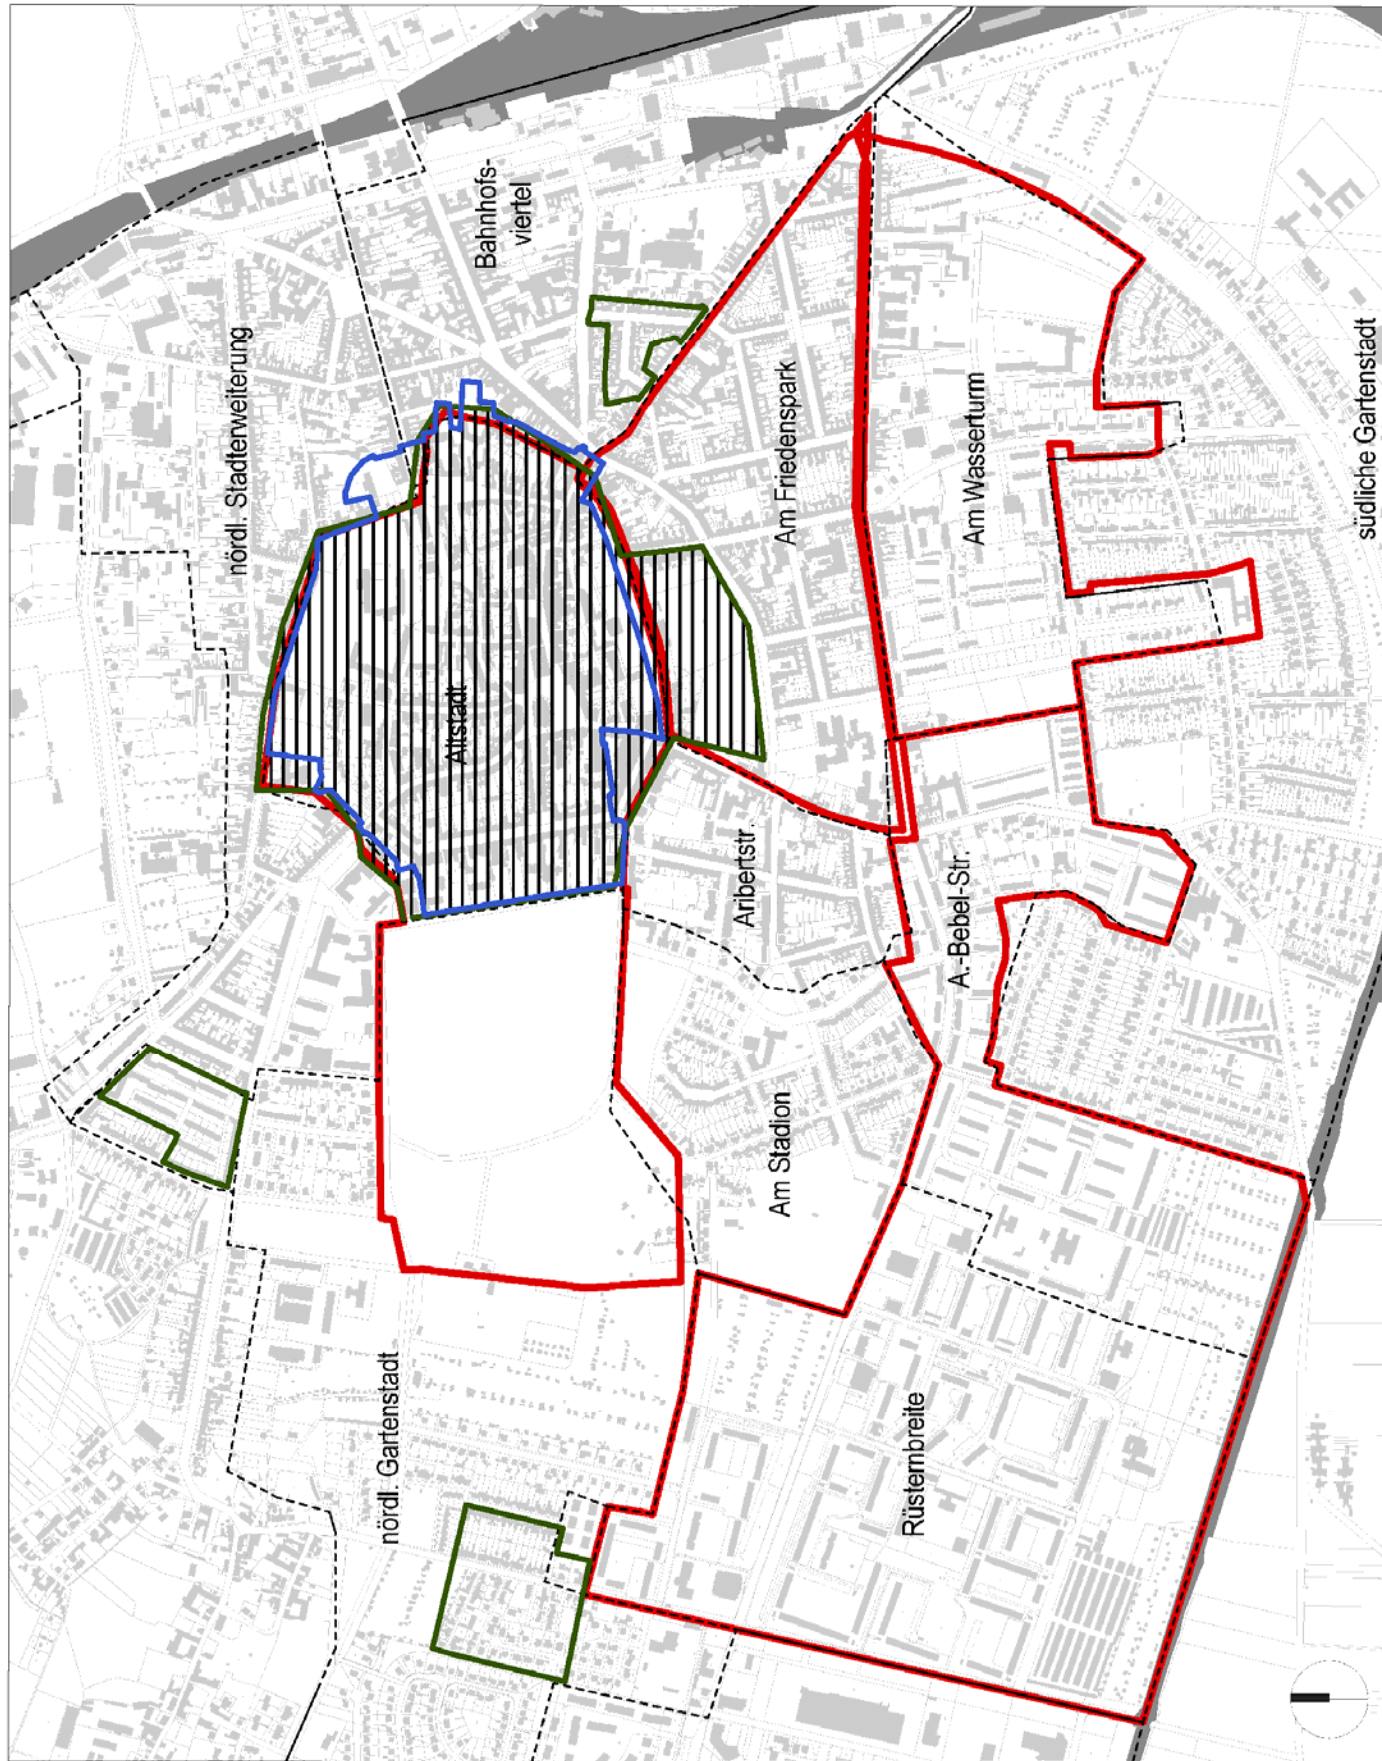 nördl. Stadterweiterung
Bahnhofs-
viertel
Altstadt
Am Friedenspark
Am Wasserturm
südliche Gartenstadt
Aribertstr.
A.-Bebel-Str.
Am Stadion
nördl. Gartenstadt
Rüsternbreite